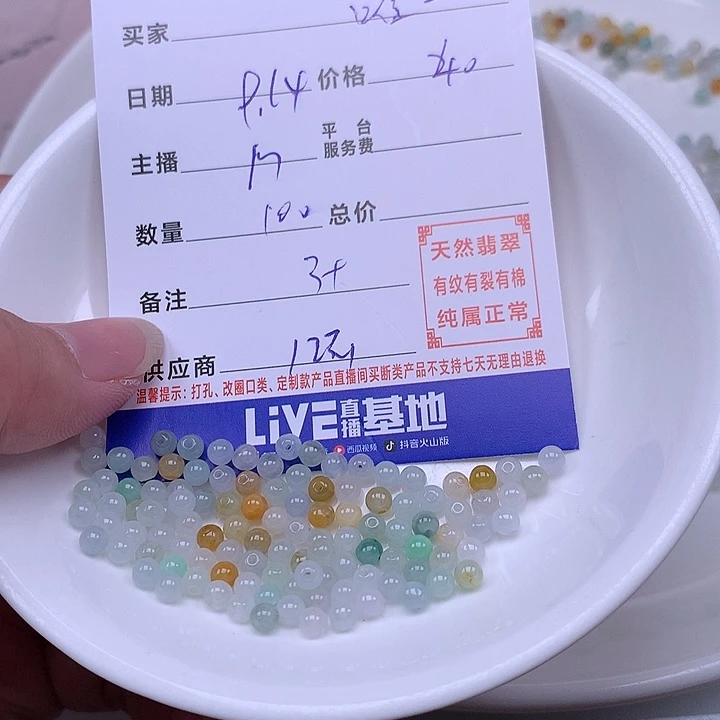 买家
日期 9.14 价格 240
主播 M 平台服务费
数量 100 总价
备注 3+
供应商
天然翡翠
有纹有裂有棉
纯属正常
温馨提示：打孔、改圈口类、定制款产品直播间买断类产品不支持七天无理由退换
LiVE直播基地
西瓜视频 抖音火山版